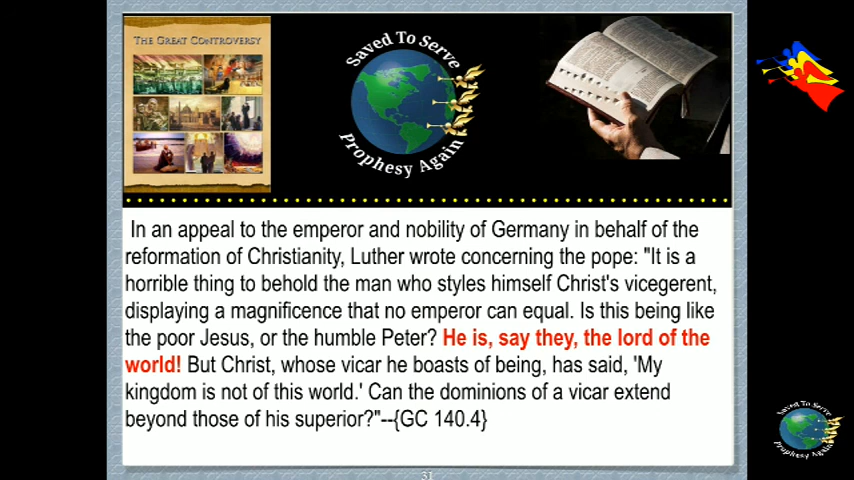 THE GREAT CONTROVERSY
Saved To Serve
Prophesy Again
In an appeal to the emperor and nobility of Germany in behalf of the
reformation of Christianity, Luther wrote concerning the pope: "It is a
horrible thing to behold the man who styles himself Christ's vicegerent,
displaying a magnificence that no emperor can equal. Is this being like
the poor Jesus, or the humble Peter? He is, say they, the lord of the
world! But Christ, whose vicar he boasts of being, has said, 'My
kingdom is not of this world.' Can the dominions of a vicar extend
beyond those of his superior?"--{GC 140.4}
Saved To Serve
Prophesy Again
31